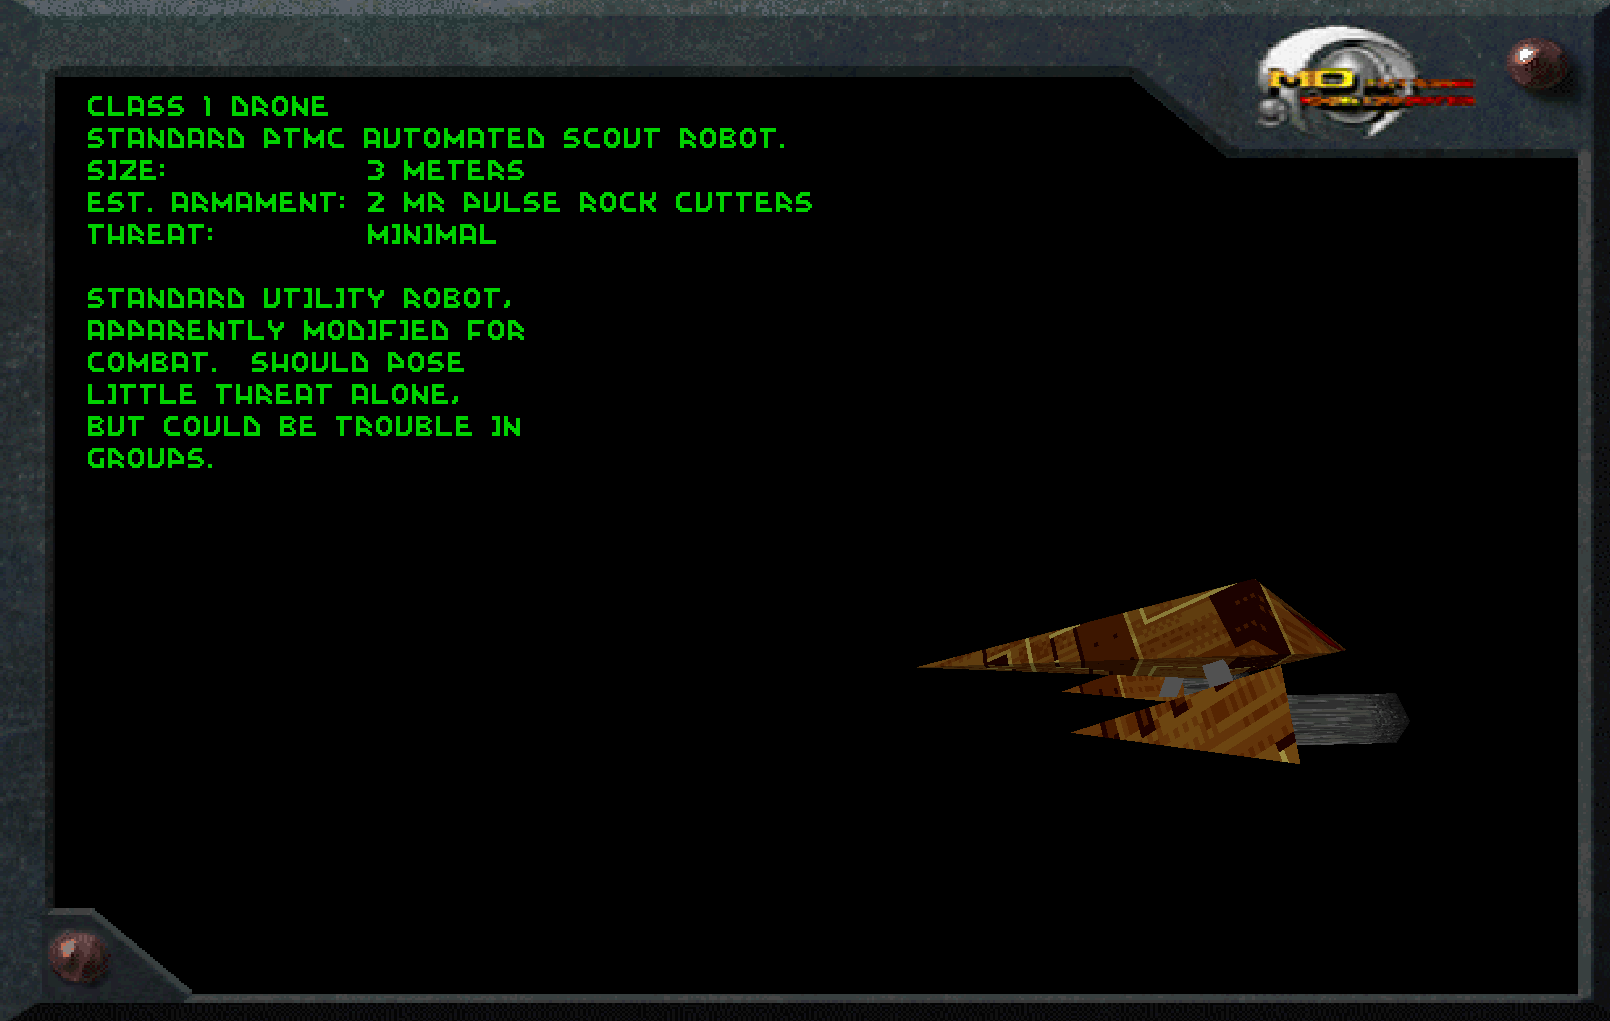 CLASS 1 DRONE
STANDARD PTMC AUTOMATED SCOUT ROBOT.
SIZE: 3 METERS
EST. ARMAMENT: 2 MR PULSE ROCK CUTTERS
THREAT: MINIMAL
STANDARD UTILITY ROBOT,
APPARENTLY MODIFIED FOR
COMBAT. SHOULD POSE
LITTLE THREAT ALONE,
BUT COULD BE TROUBLE IN
GROUPS.
MD